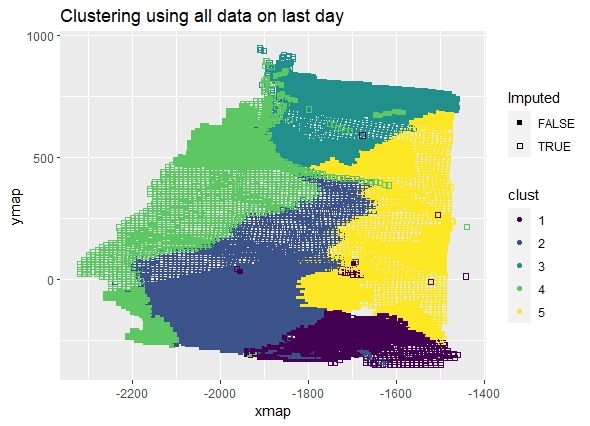 Clustering using all data on last day
1000
500
0
ymap
-2200
-2000
-1800
-1600
-1400
xmap
Imputed
FALSE
TRUE
clust
1
2
3
4
5